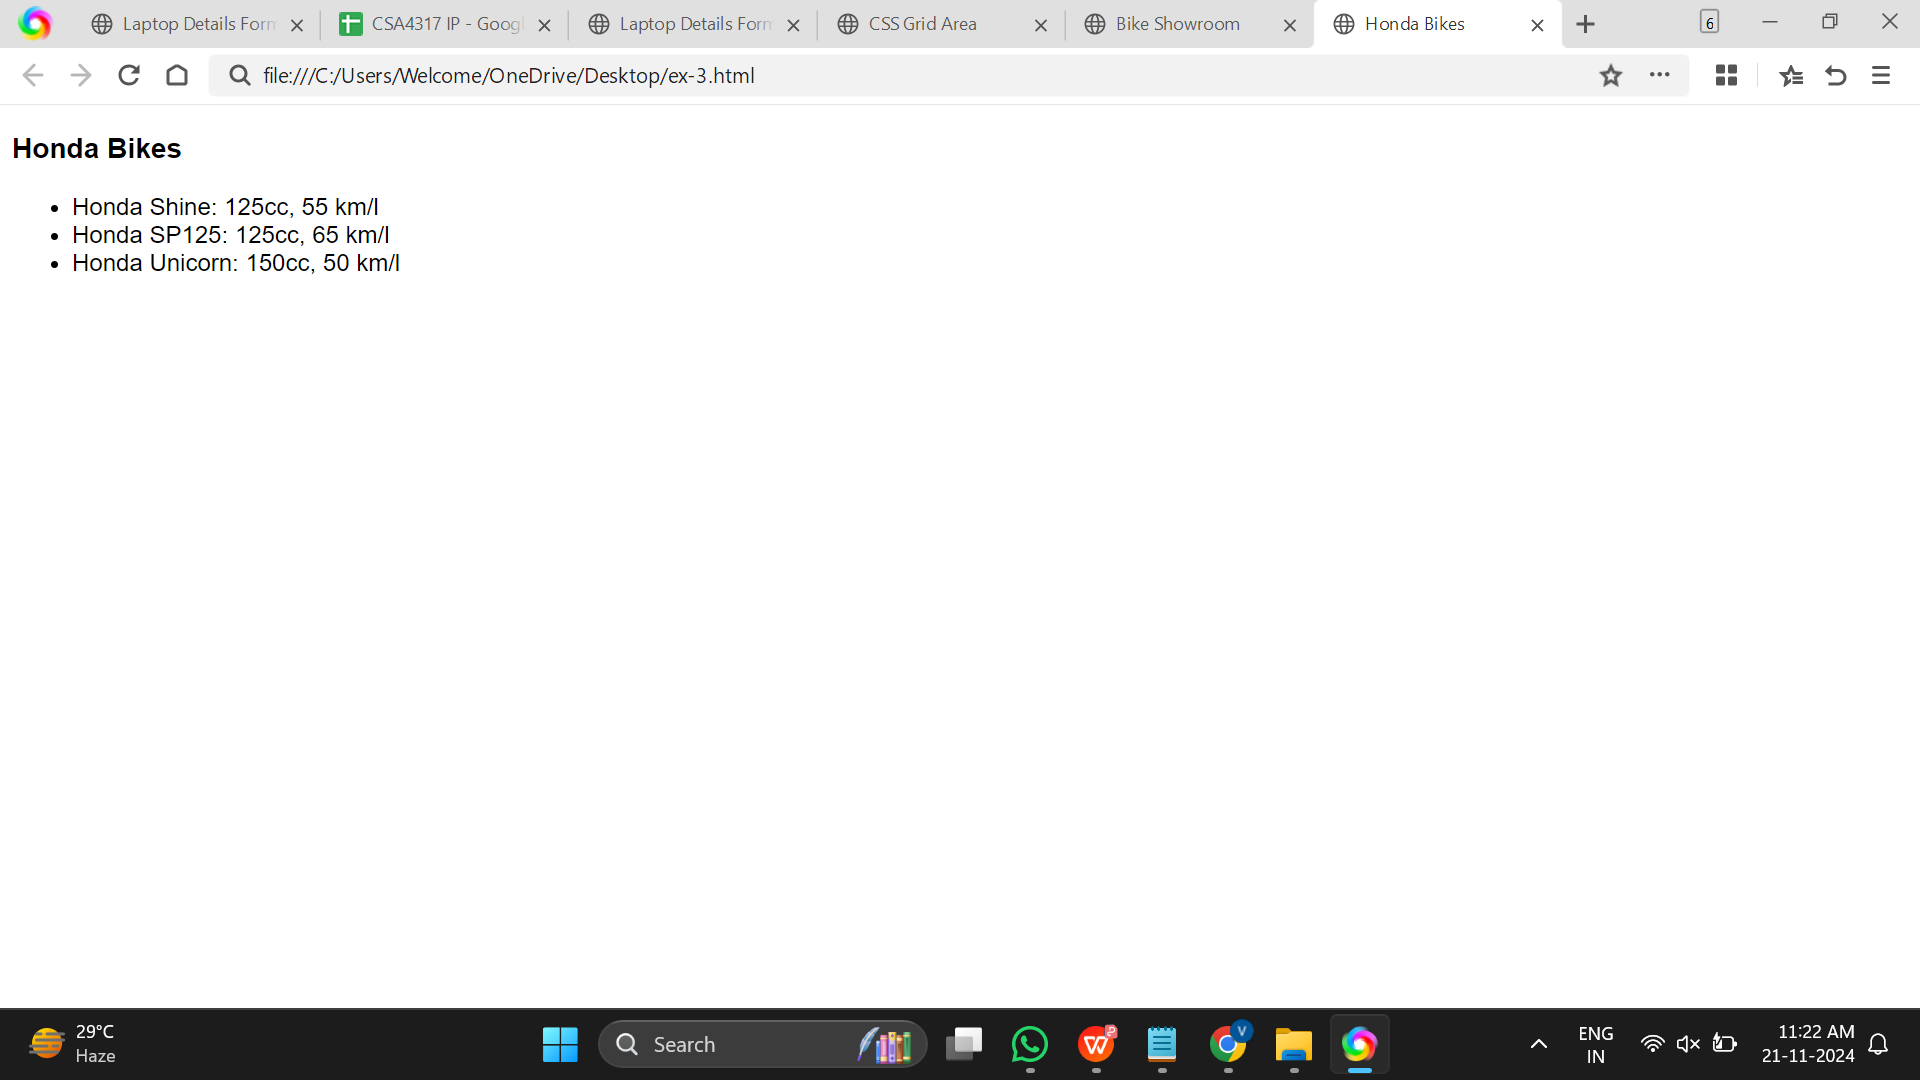 Laptop Details Form
CSA4317 IP - Googl
Laptop Details Form
CSS Grid Area
Bike Showroom
Honda Bikes
6
file:///C:/Users/Welcome/OneDrive/Desktop/ex-3.html
Honda Bikes
• Honda Shine: 125cc, 55 km/l
• Honda SP125: 125cc, 65 km/l
• Honda Unicorn: 150cc, 50 km/l
29°C
Haze
Search
V
ENG
IN
11:22 AM
21-11-2024